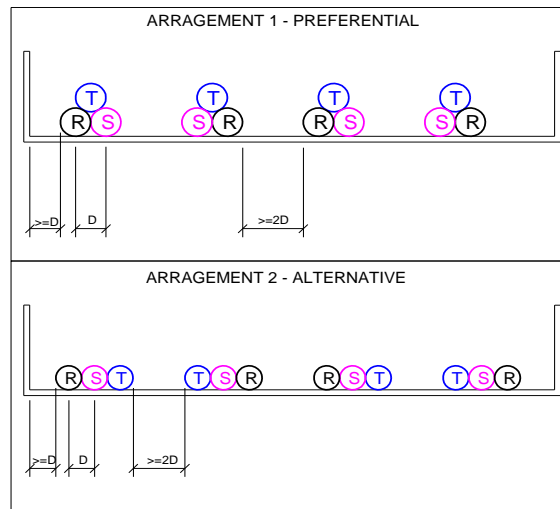 ARRAGEMENT 1 - PREFERENTIAL
T T T T
R S S R R S S R
>=D D >=2D
ARRAGEMENT 2 - ALTERNATIVE
R S T T S R R S T T S R
>=D D >=2D